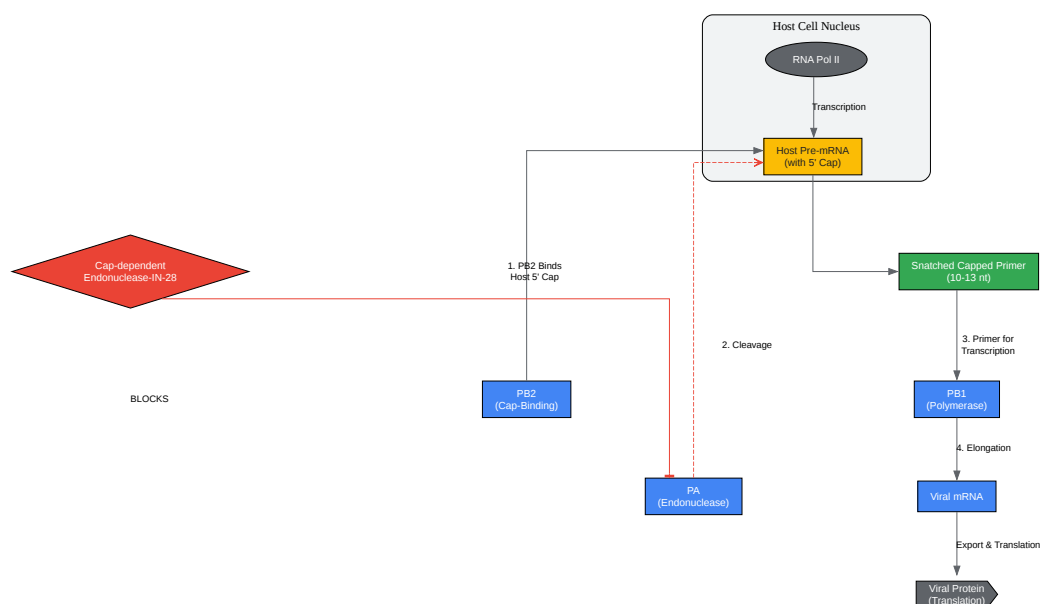 Host Cell Nucleus
RNA Pol II
Transcription
Host Pre-mRNA
(with 5' Cap)
Cap-dependent
Endonuclease-IN-28
1. PB2 Binds
Host 5' Cap
Snatched Capped Primer
(10-13 nt)
2. Cleavage
3. Primer for
Transcription
BLOCKS
PB2
(Cap-Binding)
PB1
(Polymerase)
4. Elongation
PA
(Endonuclease)
Viral mRNA
Export & Translation
Viral Protein
(Translation)